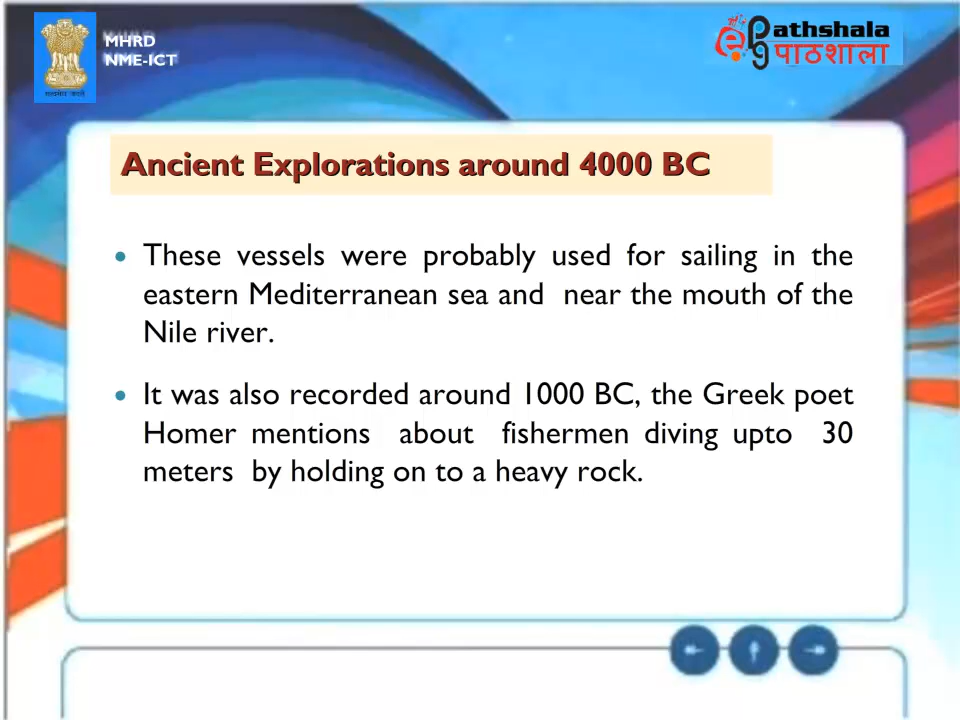 MHRD
NME-ICT
ePG Pathshala
पाठशाला
Ancient Explorations around 4000 BC
• These vessels were probably used for sailing in the
eastern Mediterranean sea and near the mouth of the
Nile river.
• It was also recorded around 1000 BC, the Greek poet
Homer mentions about fishermen diving upto 30
meters by holding on to a heavy rock.